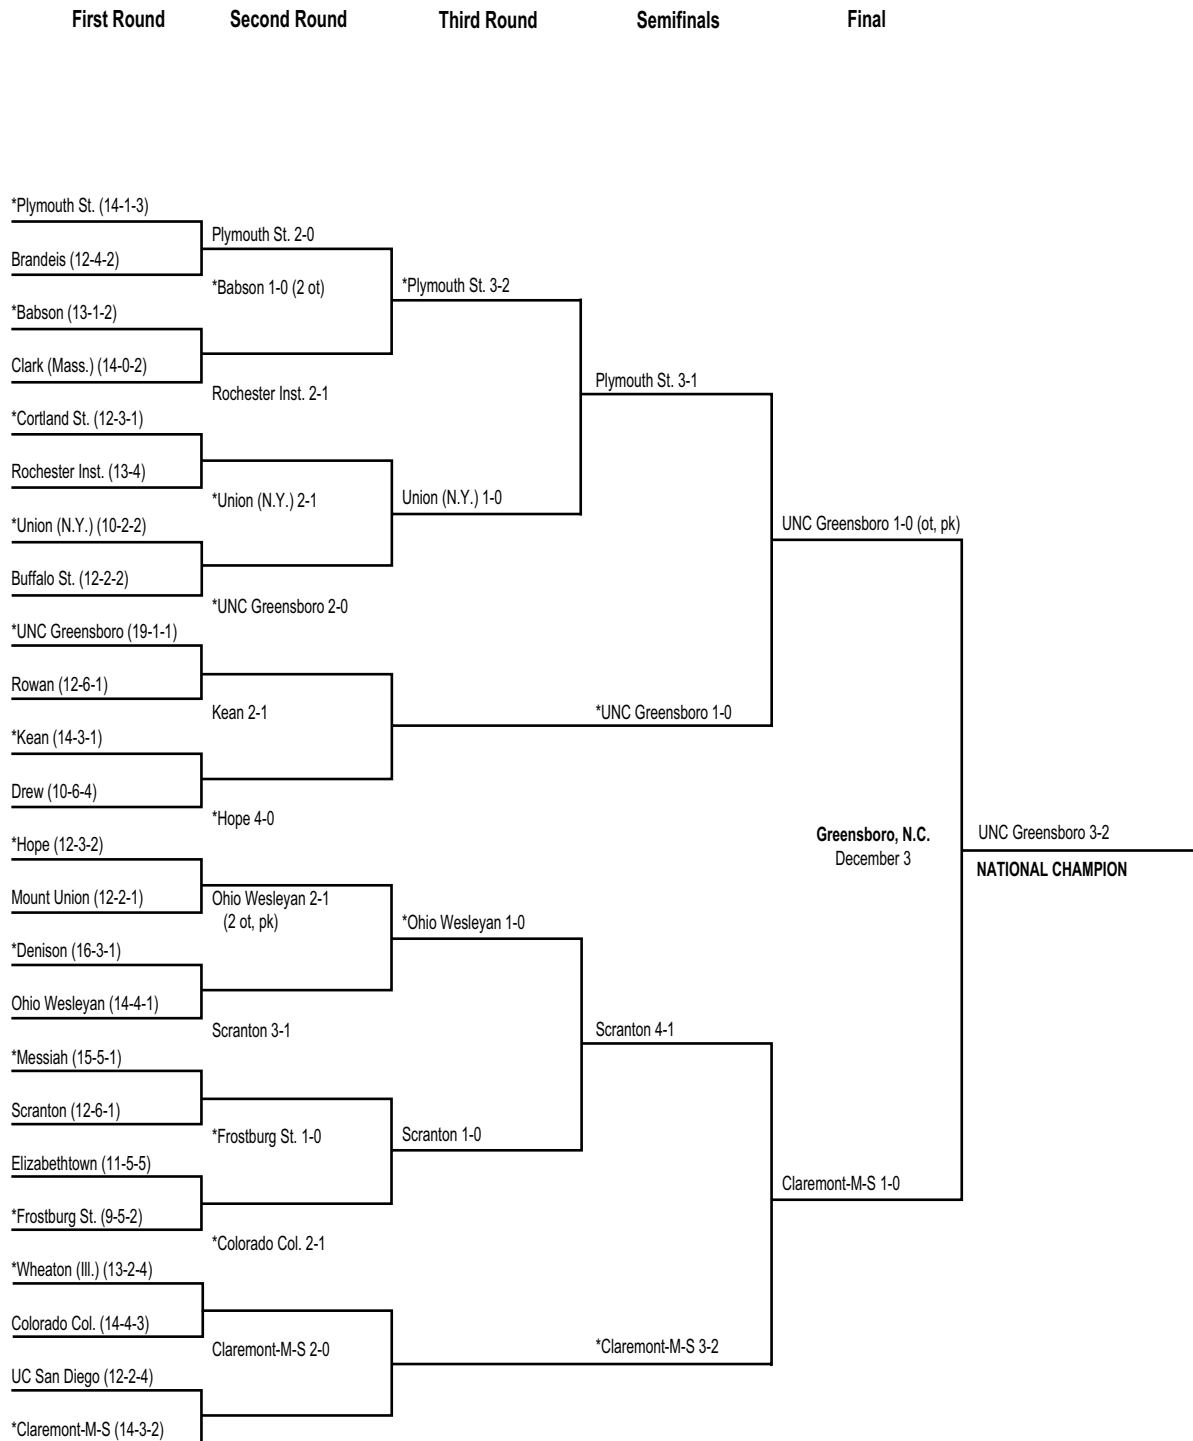 First Round
Second Round
Third Round
Semifinals
Final
*Plymouth St. (14-1-3)
Brandeis (12-4-2)
*Babson (13-1-2)
Clark (Mass.) (14-0-2)
*Cortland St. (12-3-1)
Rochester Inst. (13-4)
*Union (N.Y.) (10-2-2)
Buffalo St. (12-2-2)
*UNC Greensboro (19-1-1)
Rowan (12-6-1)
*Kean (14-3-1)
Drew (10-6-4)
*Hope (12-3-2)
Mount Union (12-2-1)
*Denison (16-3-1)
Ohio Wesleyan (14-4-1)
*Messiah (15-5-1)
Scranton (12-6-1)
Elizabethtown (11-5-5)
*Frostburg St. (9-5-2)
*Wheaton (Ill.) (13-2-4)
Colorado Col. (14-4-3)
UC San Diego (12-2-4)
*Claremont-M-S (14-3-2)
Plymouth St. 2-0
*Babson 1-0 (2 ot)
Rochester Inst. 2-1
*Union (N.Y.) 2-1
*UNC Greensboro 2-0
Kean 2-1
*Hope 4-0
Ohio Wesleyan 2-1
(2 ot, pk)
Scranton 3-1
*Frostburg St. 1-0
*Colorado Col. 2-1
Claremont-M-S 2-0
*Plymouth St. 3-2
Union (N.Y.) 1-0
*Ohio Wesleyan 1-0
Scranton 1-0
Plymouth St. 3-1
*UNC Greensboro 1-0
Scranton 4-1
*Claremont-M-S 3-2
UNC Greensboro 1-0 (ot, pk)
Claremont-M-S 1-0
Greensboro, N.C.
December 3
UNC Greensboro 3-2
NATIONAL CHAMPION